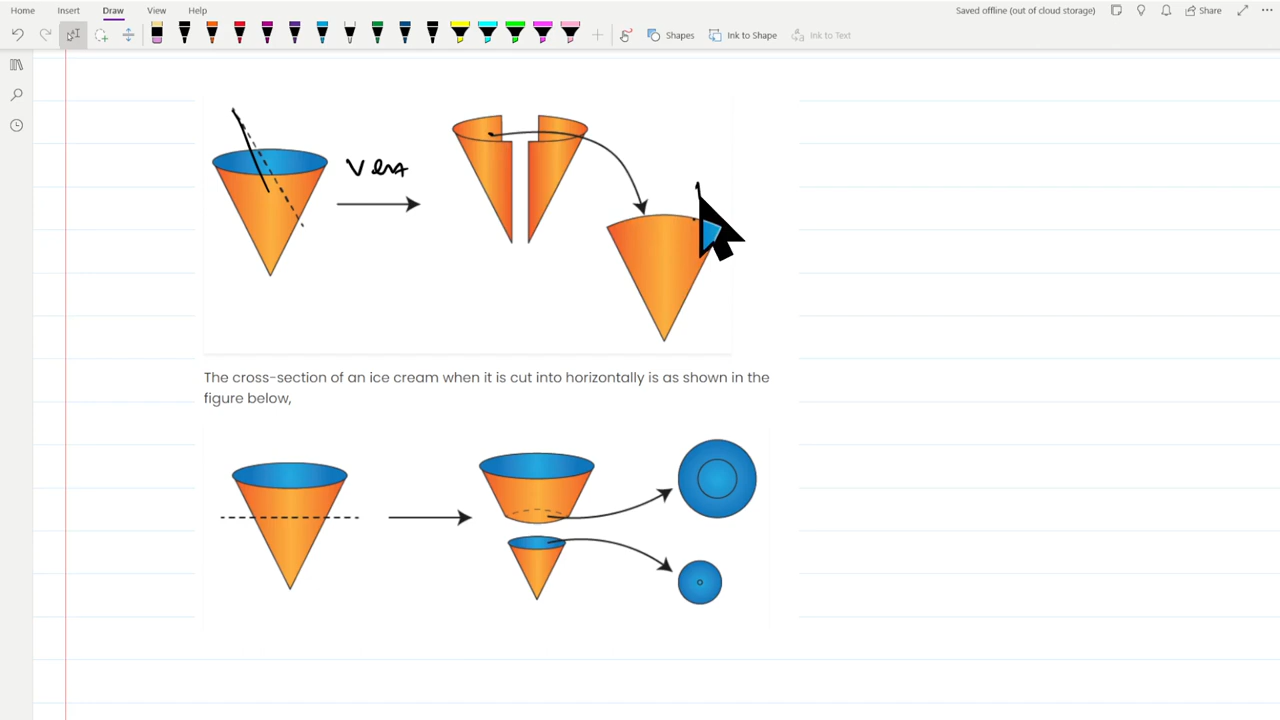 Home Insert Draw View Help Saved offline (out of cloud storage) Share
Shapes Ink to Shape Ink to Text
The cross-section of an ice cream when it is cut into horizontally is as shown in the
figure below,